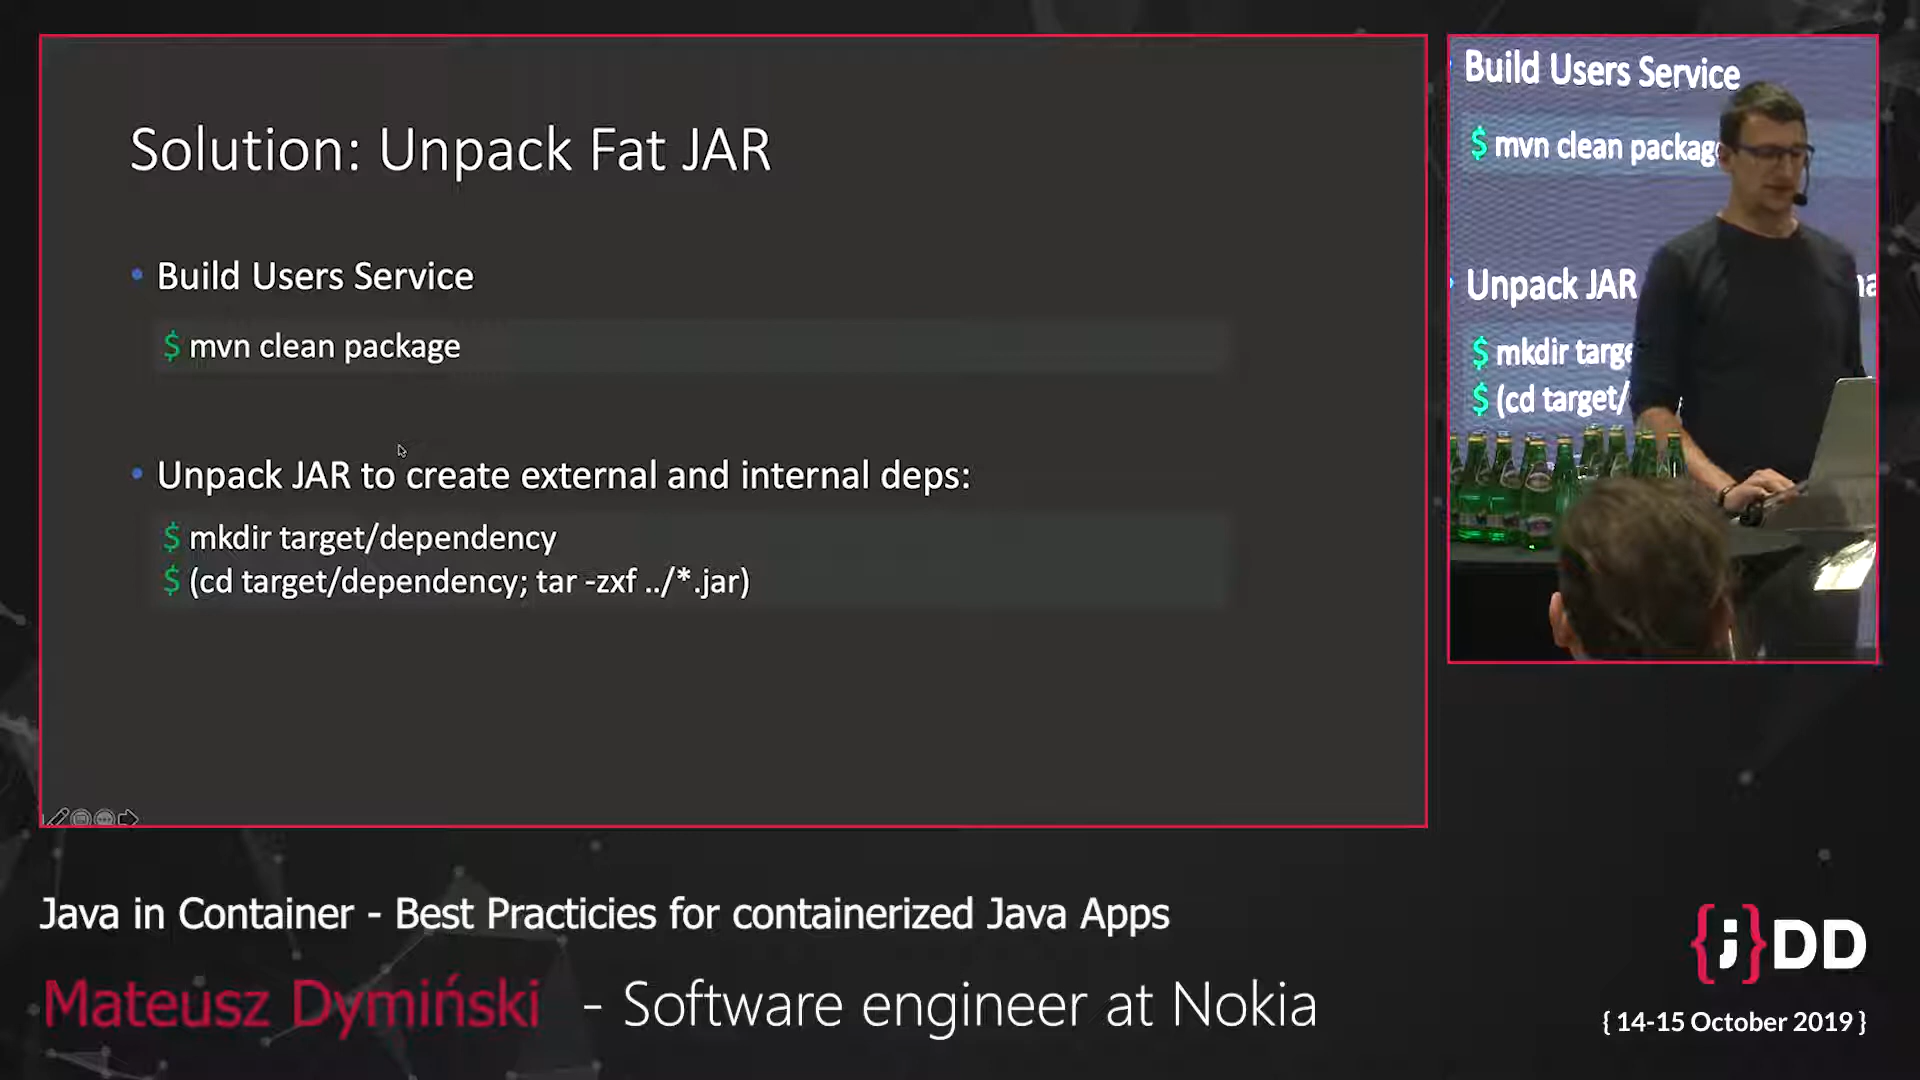 Solution: Unpack Fat JAR
• Build Users Service
$ mvn clean package
• Unpack JAR to create external and internal deps:
$ mkdir target/dependency
$ (cd target/dependency; tar -zxf ../*.jar)
Build Users Service
$ mvn clean packag
Unpack JAR
$ mkdir targe
$ (cd target/
Java in Container - Best Practicies for containerized Java Apps
Mateusz Dymiński - Software engineer at Nokia
{;}DD
{ 14-15 October 2019 }